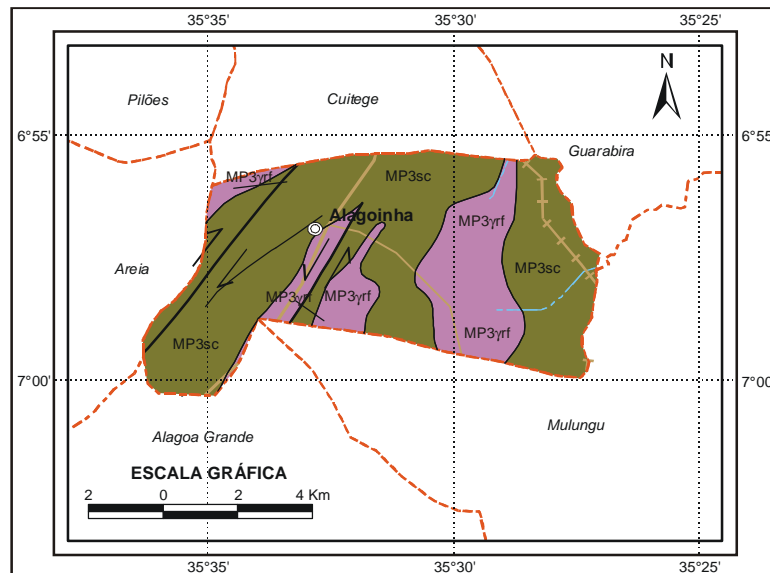 35°35' 35°30' 35°25'
N
Pilões Cuitege
6°55' 6°55'
Guarabira
MP3γrf MP3sc
Alagoinha MP3γrf
Areia MP3sc
MP3γrf MP3γrf
MP3γrf
MP3sc
7°00' 7°00'
Mulungu
Alagoa Grande
ESCALA GRÁFICA
2 0 2 4 Km
35°35' 35°30' 35°25'